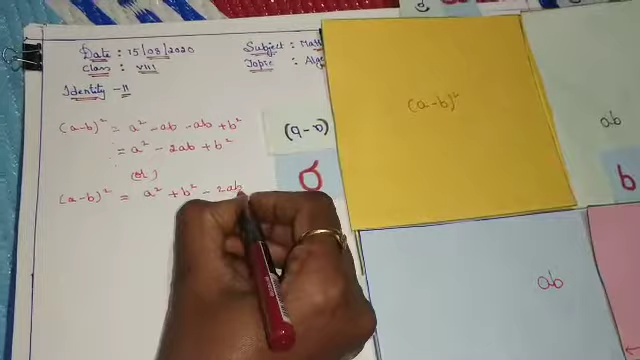 Date : 15/08/2020
Subject : Mat
Class : VIII
Topic : Alg
Identity - II
(a-b)² = a² - ab - ab + b²
= a² - 2ab + b²
(or)
(a-b)² = a² + b² - 2ab
(a-b)
a
(a-b)²
ab
b
ab